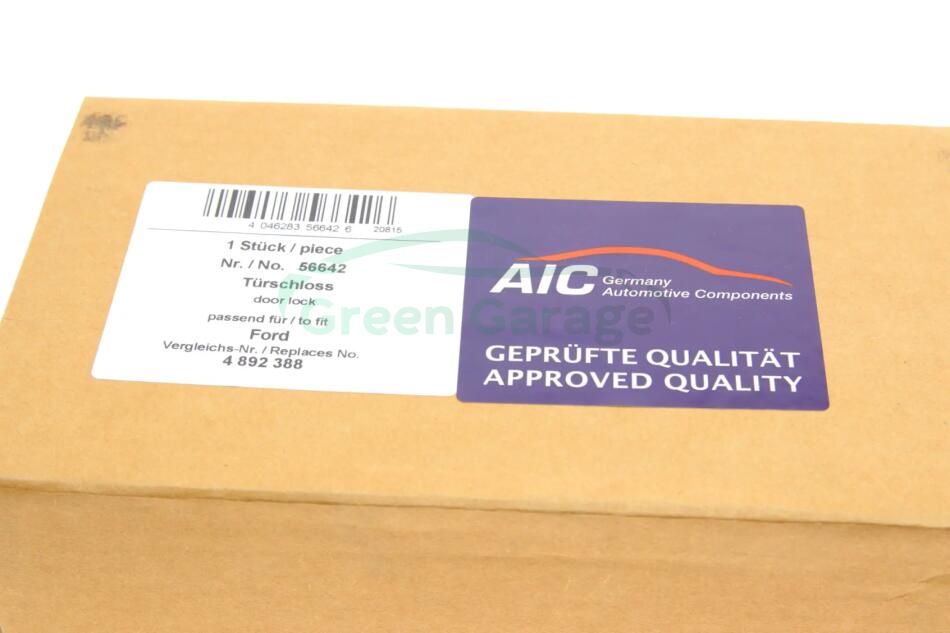 4 046283 56642 6 20815
1 Stück / piece
Nr. / No. 56642
Türschloss
door lock
passend für / to fit
Ford
Vergleichs-Nr. / Replaces No.
4 892 388
AIC Germany
Automotive Components
GEPRÜFTE QUALITÄT
APPROVED QUALITY
Green Garage